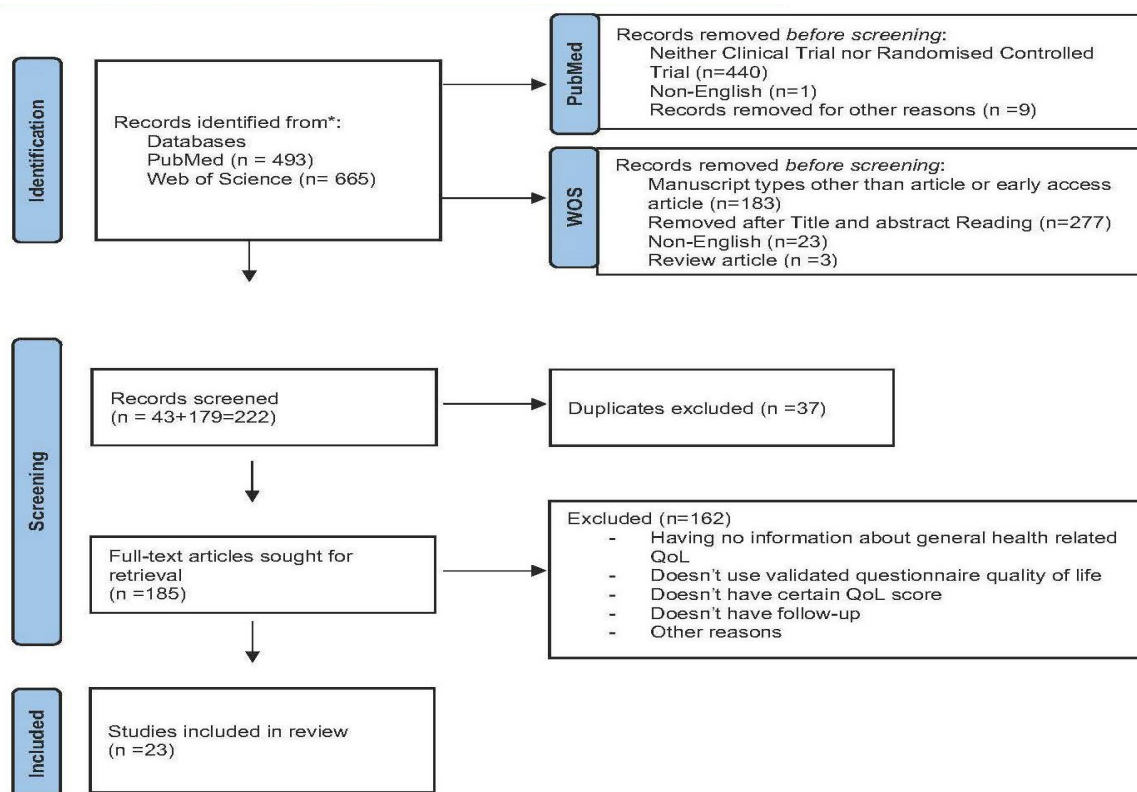 Identification
Records identified from*:
Databases
PubMed (n = 493)
Web of Science (n= 665)
PubMed
Records removed before screening:
Neither Clinical Trial nor Randomised Controlled
Trial (n=440)
Non-English (n=1)
Records removed for other reasons (n =9)
WOS
Records removed before screening:
Manuscript types other than article or early access
article (n=183)
Removed after Title and abstract Reading (n=277)
Non-English (n=23)
Review article (n =3)
Screening
Records screened
(n = 43+179=222)
Duplicates excluded (n =37)
Full-text articles sought for
retrieval
(n =185)
Excluded (n=162)
- Having no information about general health related
QoL
- Doesn't use validated questionnaire quality of life
- Doesn't have certain QoL score
- Doesn't have follow-up
- Other reasons
Included
Studies included in review
(n =23)